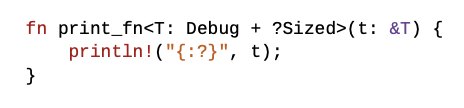 fn print_fn<T: Debug + ?Sized>(t: &T) {
    println!("{:?}", t);
}